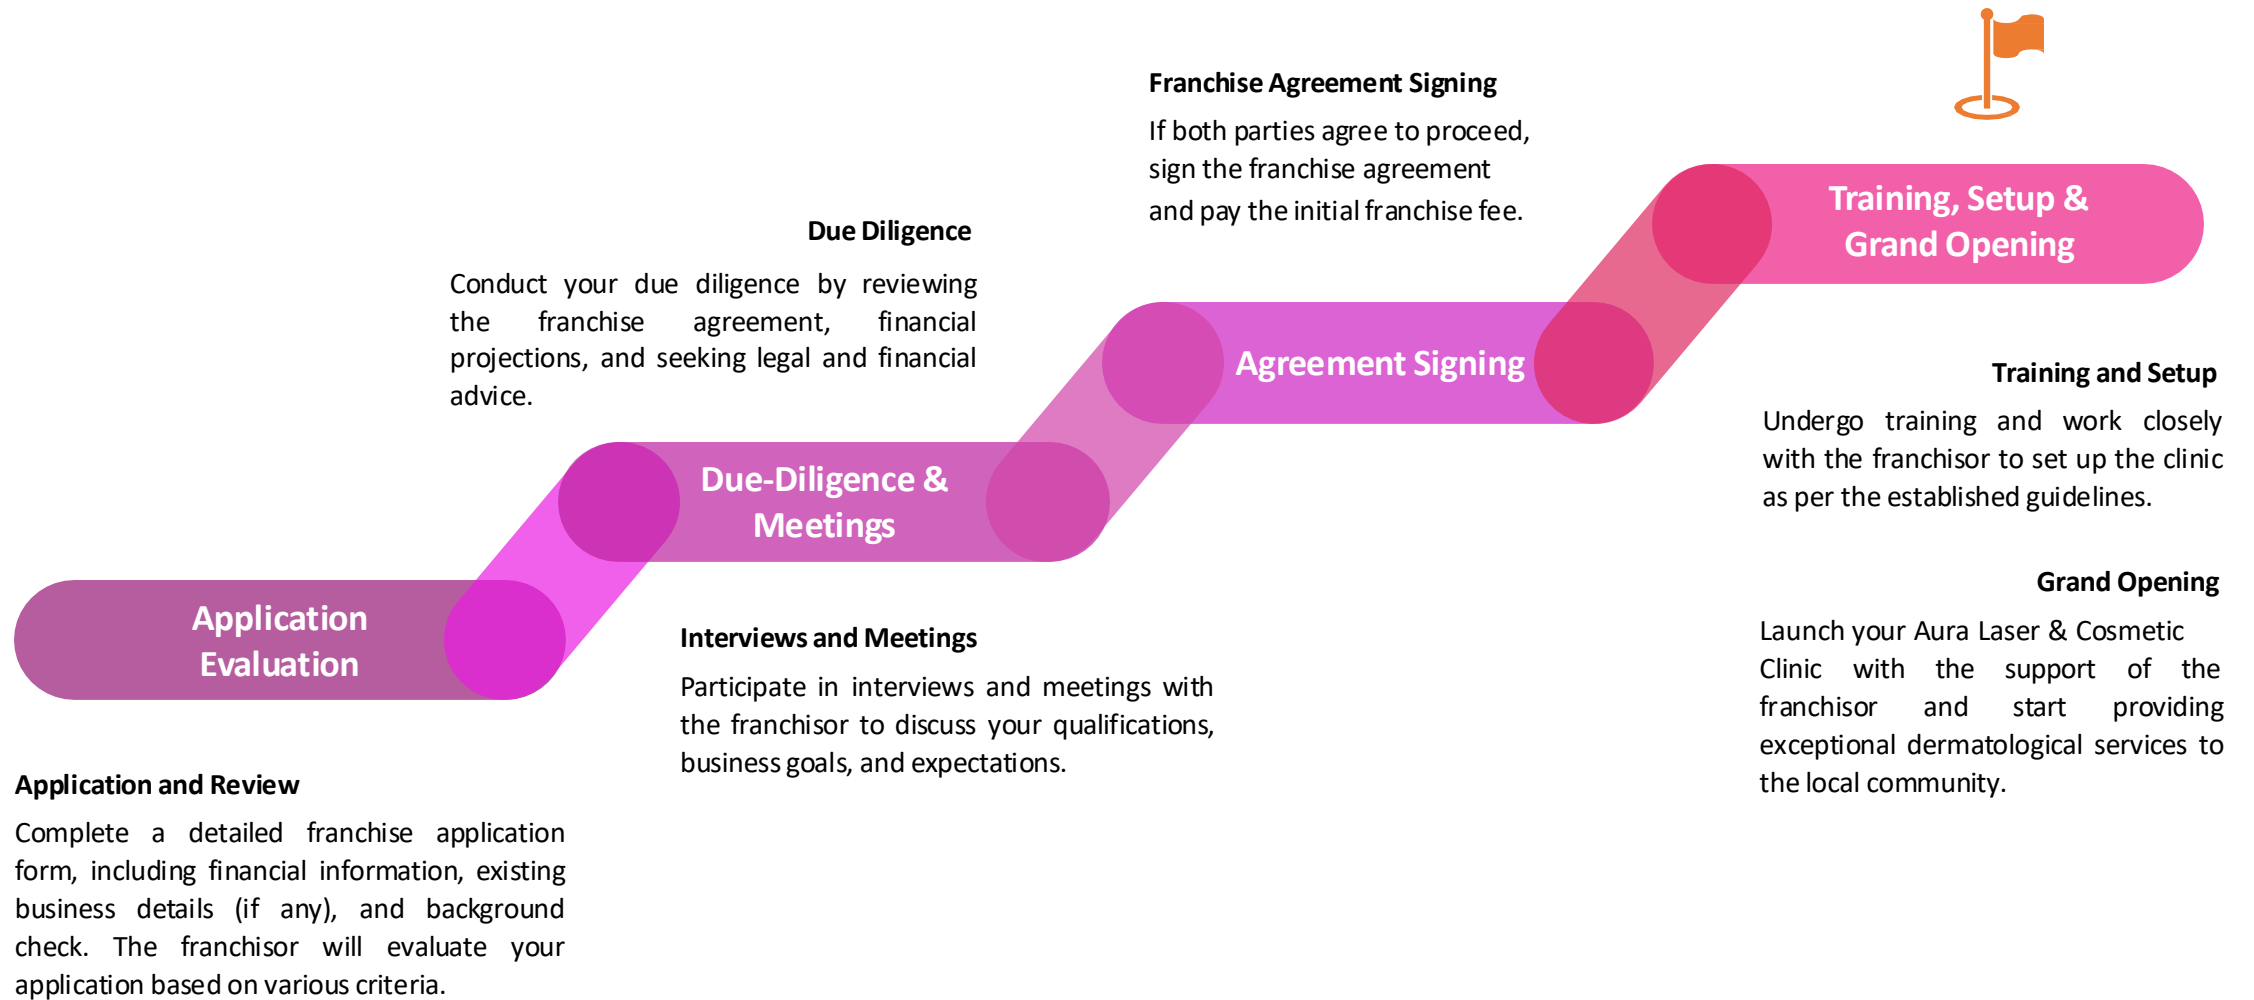 Franchise Agreement Signing
If both parties agree to proceed,
sign the franchise agreement
and pay the initial franchise fee.
Training, Setup &
Grand Opening
Due Diligence
Conduct your due diligence by reviewing
the franchise agreement, financial
projections, and seeking legal and financial
advice.
Agreement Signing
Training and Setup
Undergo training and work closely
with the franchisor to set up the clinic
as per the established guidelines.
Due-Diligence &
Meetings
Grand Opening
Launch your Aura Laser & Cosmetic
Clinic with the support of the
franchisor and start providing
exceptional dermatological services to
the local community.
Application
Evaluation
Interviews and Meetings
Participate in interviews and meetings with
the franchisor to discuss your qualifications,
business goals, and expectations.
Application and Review
Complete a detailed franchise application
form, including financial information, existing
business details (if any), and background
check. The franchisor will evaluate your
application based on various criteria.